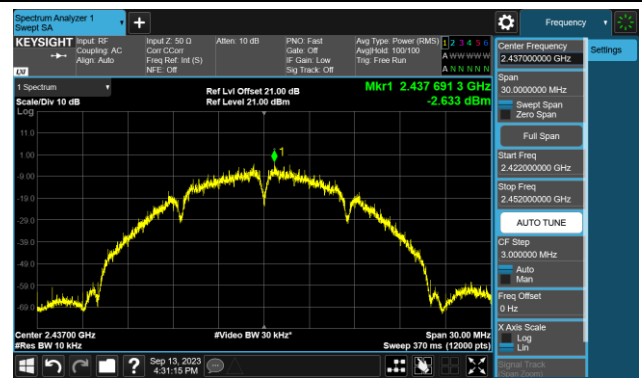 Spectrum Analyzer 1
Swept SA
Frequency
KEYSIGHT
Input: RF
Coupling: AC
Align: Auto
Input Z: 50 Ω
Corr CCorr
Freq Ref: Int (S)
NFE: Off
Atten: 10 dB
PNO: Fast
Gate: Off
IF Gain: Low
Sig Track: Off
Avg Type: Power (RMS)
Avg|Hold: 100/100
Trig: Free Run
1 2 3 4 5 6
A W W W W W
A N N N N N
LXI
1 Spectrum
Scale/Div 10 dB
Log
Ref Lvl Offset 21.00 dB
Ref Level 21.00 dBm
Mkr1 2.437 691 3 GHz
-2.633 dBm
11.0
1.00
-9.00
-19.0
-29.0
-39.0
-49.0
-59.0
-69.0
1
Center 2.43700 GHz
#Res BW 10 kHz
#Video BW 30 kHz*
Span 30.00 MHz
Sweep 370 ms (12000 pts)
Sep 13, 2023
4:31:15 PM
Center Frequency
2.437000000 GHz
Settings
Span
30.0000000 MHz
Swept Span
Zero Span
Full Span
Start Freq
2.422000000 GHz
Stop Freq
2.452000000 GHz
AUTO TUNE
CF Step
3.000000 MHz
Auto
Man
Freq Offset
0 Hz
X Axis Scale
Log
Lin
Signal Track
(Span Zoom)